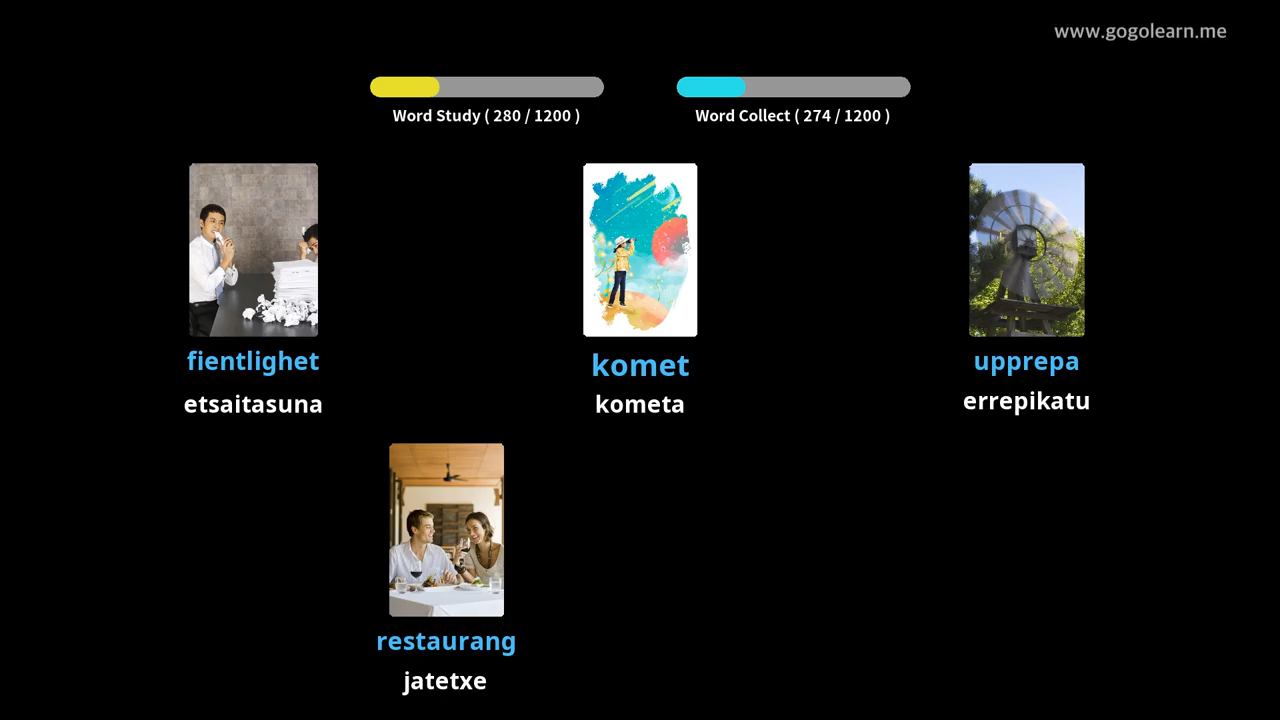 www.gogolearn.me
Word Study ( 280 / 1200 )
Word Collect ( 274 / 1200 )
fientlighet
etsaitasuna
komet
kometa
upprepa
errepikatu
restaurang
jatetxe